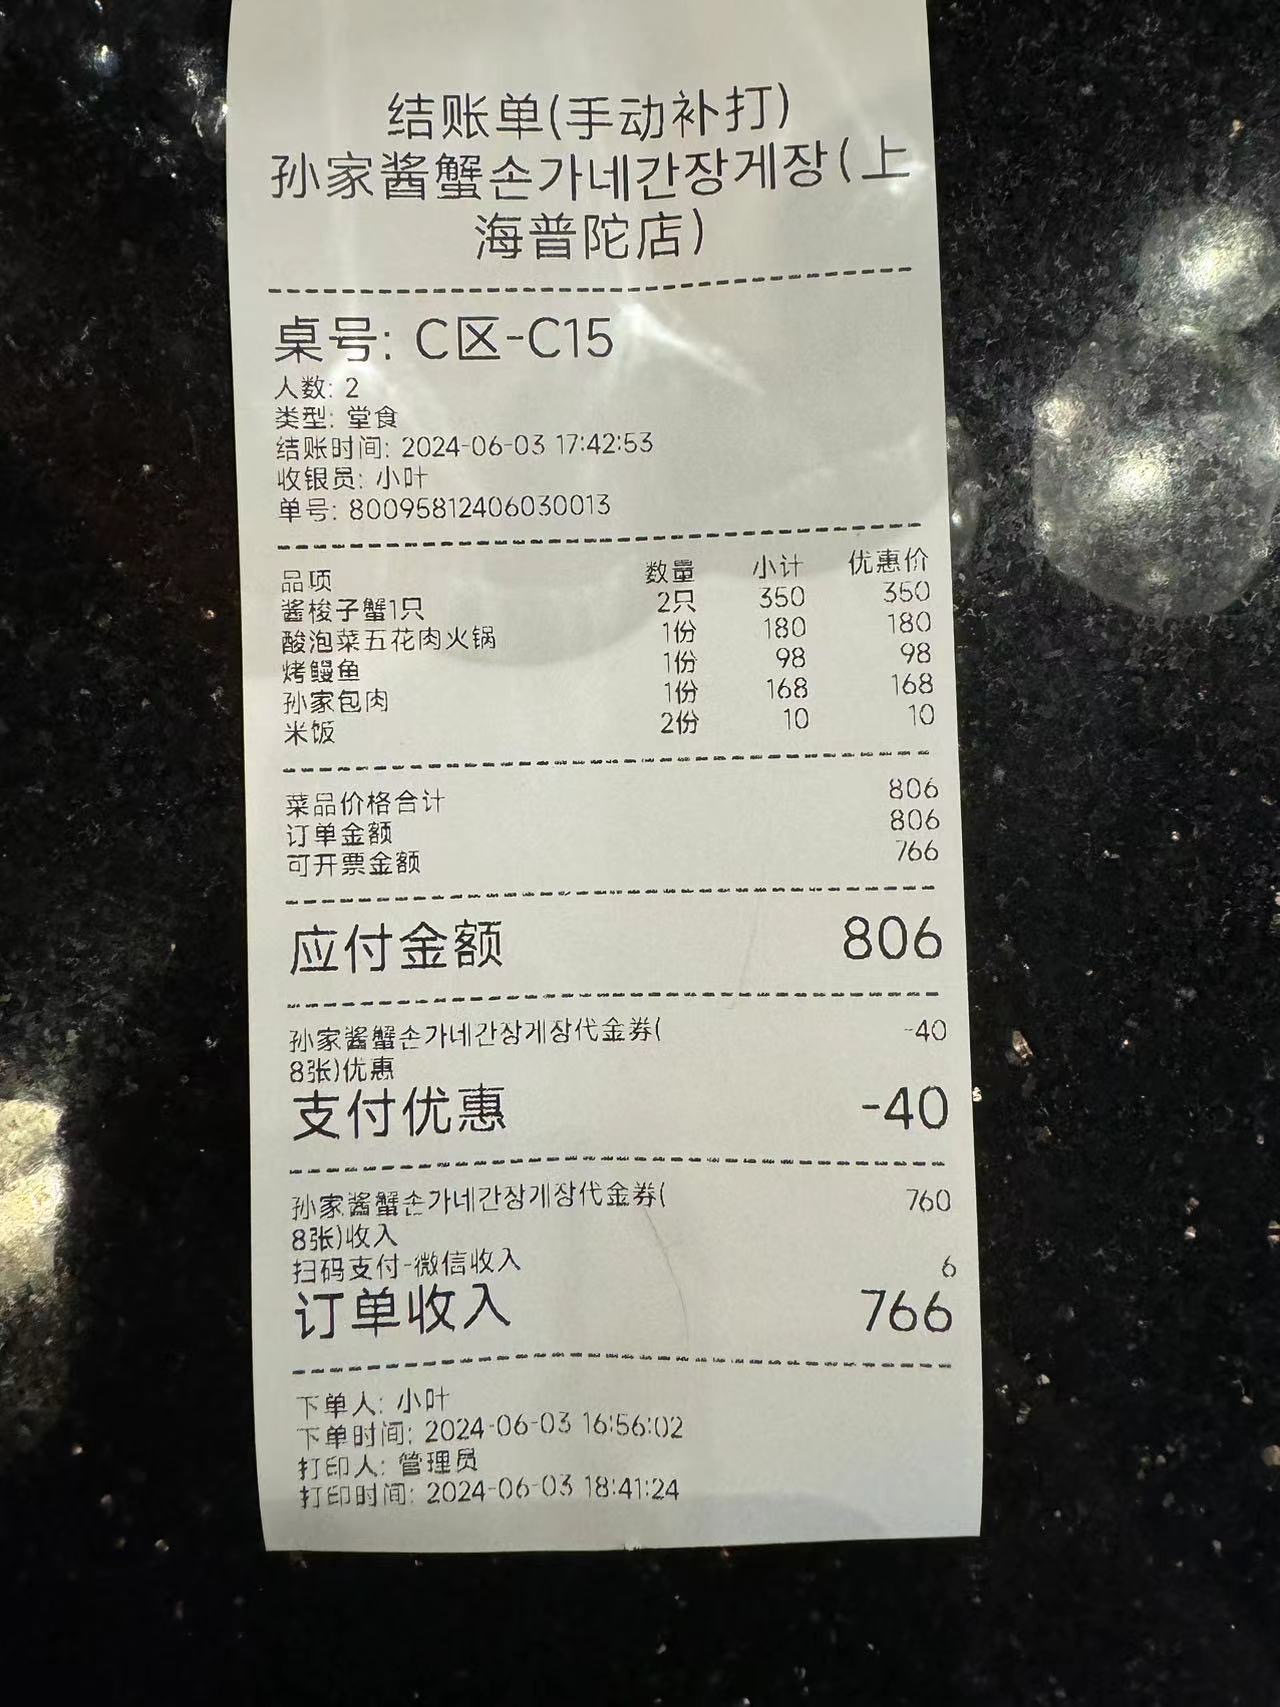 结账单(手动补打)
孙家酱蟹손가네간장게장(上
海普陀店)
桌号: C区-C15
人数: 2
类型: 堂食
结账时间: 2024-06-03 17:42:53
收银员: 小叶
单号: 80095812406030013
品项 数量 小计 优惠价
酱梭子蟹1只 2只 350 350
酸泡菜五花肉火锅 1份 180 180
烤鳗鱼 1份 98 98
孙家包肉 1份 168 168
米饭 2份 10 10
菜品价格合计 806
订单金额 806
可开票金额 766
应付金额 806
孙家酱蟹손가네간장게장代金券( -40
8张)优惠
支付优惠 -40
孙家酱蟹손가네간장게장代金券( 760
8张)收入
扫码支付-微信收入 6
订单收入 766
下单人: 小叶
下单时间: 2024-06-03 16:56:02
打印人: 管理员
打印时间: 2024-06-03 18:41:24